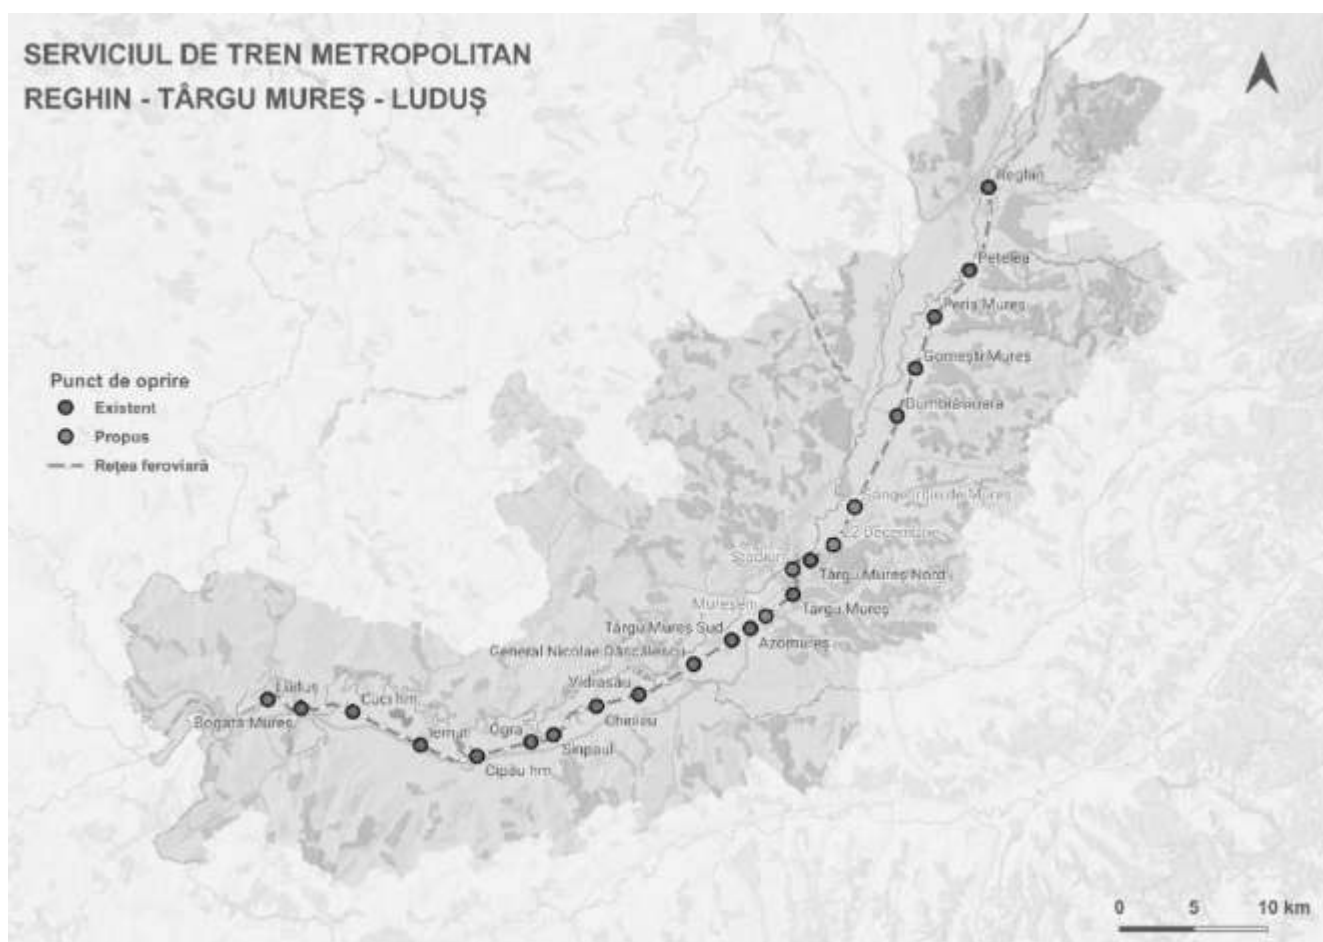 SERVICIUL DE TREN METROPOLITAN
REGHIN - TÂRGU MUREȘ - LUDUȘ
Reghin
Petelea
Periș Mureș
Gornești Mureș
Dumbrăvioara
Punct de oprire
Existent
Propus
Rețea feroviară
Sângeorgiu de Mureș
22 Decembrie
Stadion
Târgu Mureș Nord
Mureșeni
Târgu Mureș
Târgu Mureș Sud
Azomureș
General Nicolae Dăscălescu
Vidrasău
Luduș
Cuci hm
Chirileu
Bogata Mureș
Ogra
Iernut
Sînpaul
Cipău hm
0 5 10 km